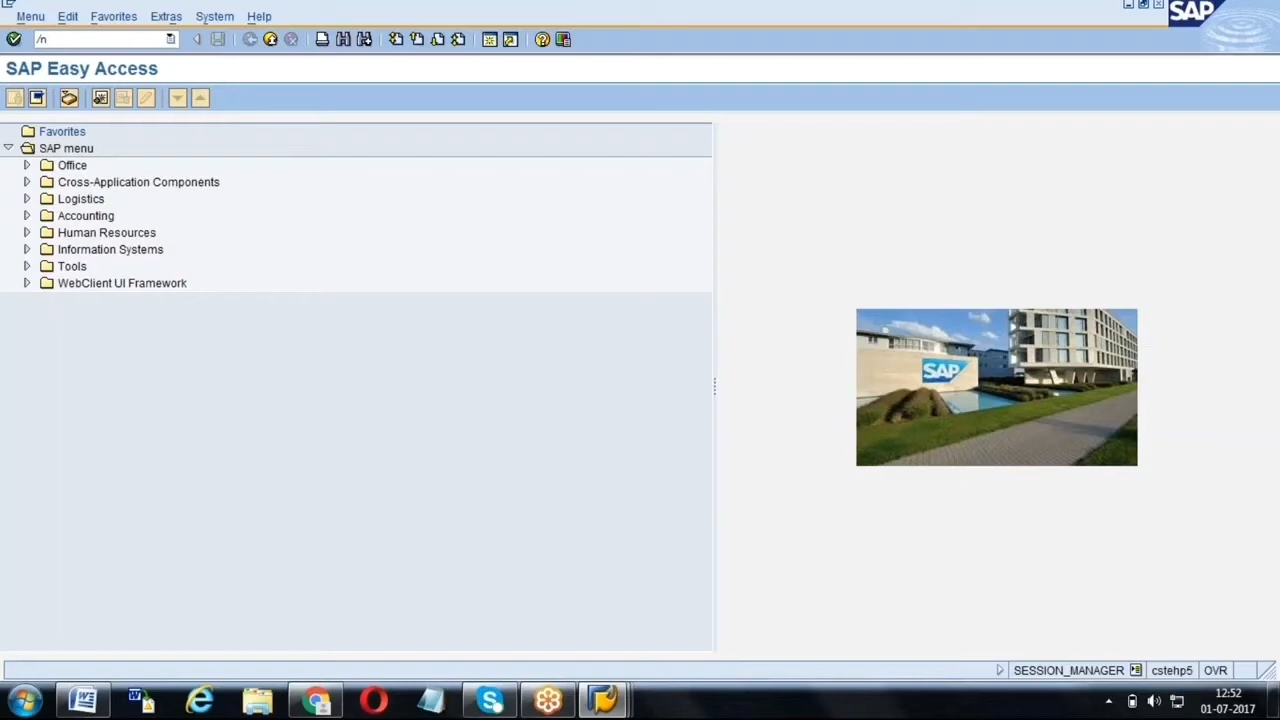 Menu Edit Favorites Extras System Help
SAP
/n
SAP Easy Access
Favorites
SAP menu
Office
Cross-Application Components
Logistics
Accounting
Human Resources
Information Systems
Tools
WebClient UI Framework
SAP
SESSION_MANAGER cstehp5 OVR
12:52
01-07-2017